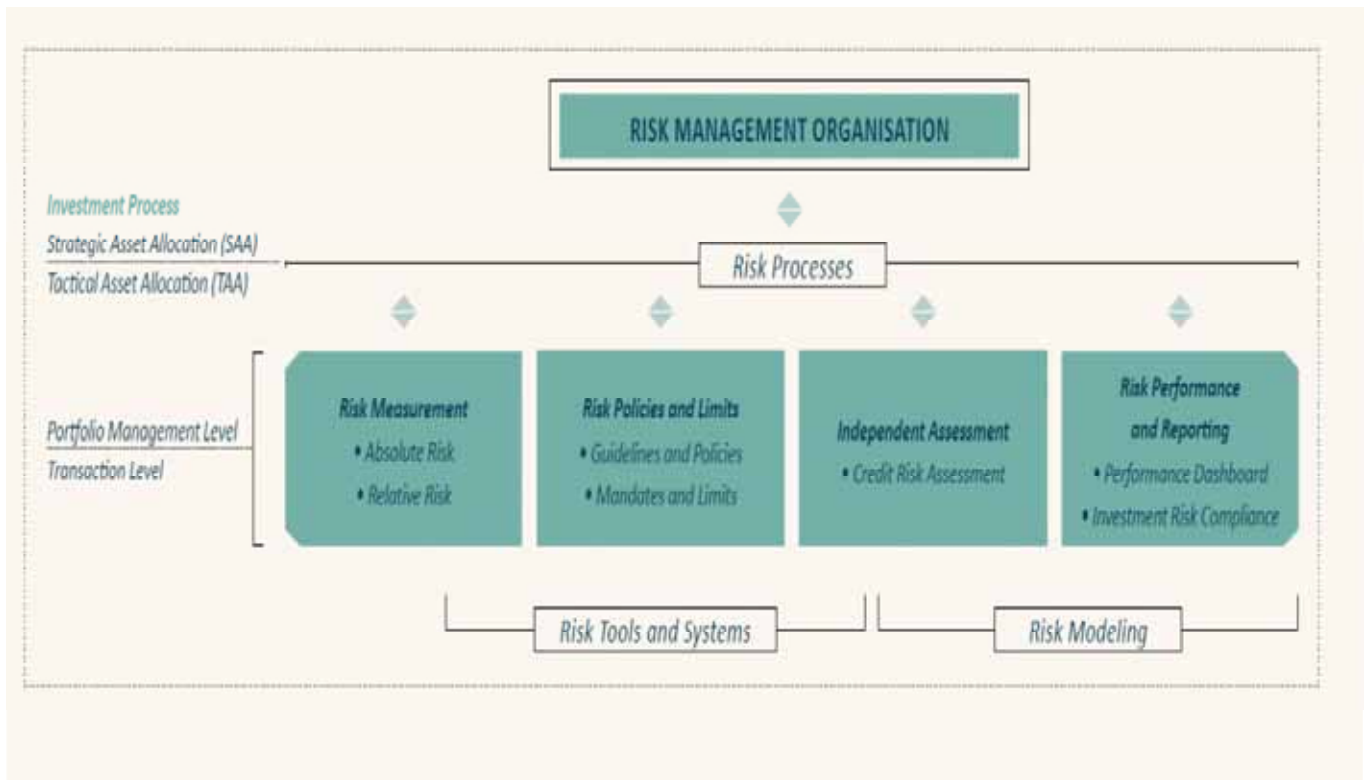 RISK MANAGEMENT ORGANISATION
Investment Process
Strategic Asset Allocation (SAA)
Tactical Asset Allocation (TAA)
Risk Processes
Portfolio Management Level
Transaction Level
Risk Measurement
• Absolute Risk
• Relative Risk
Risk Policies and Limits
• Guidelines and Policies
• Mandates and Limits
Independent Assessment
• Credit Risk Assessment
Risk Performance
and Reporting
• Performance Dashboard
• Investment Risk Compliance
Risk Tools and Systems
Risk Modeling